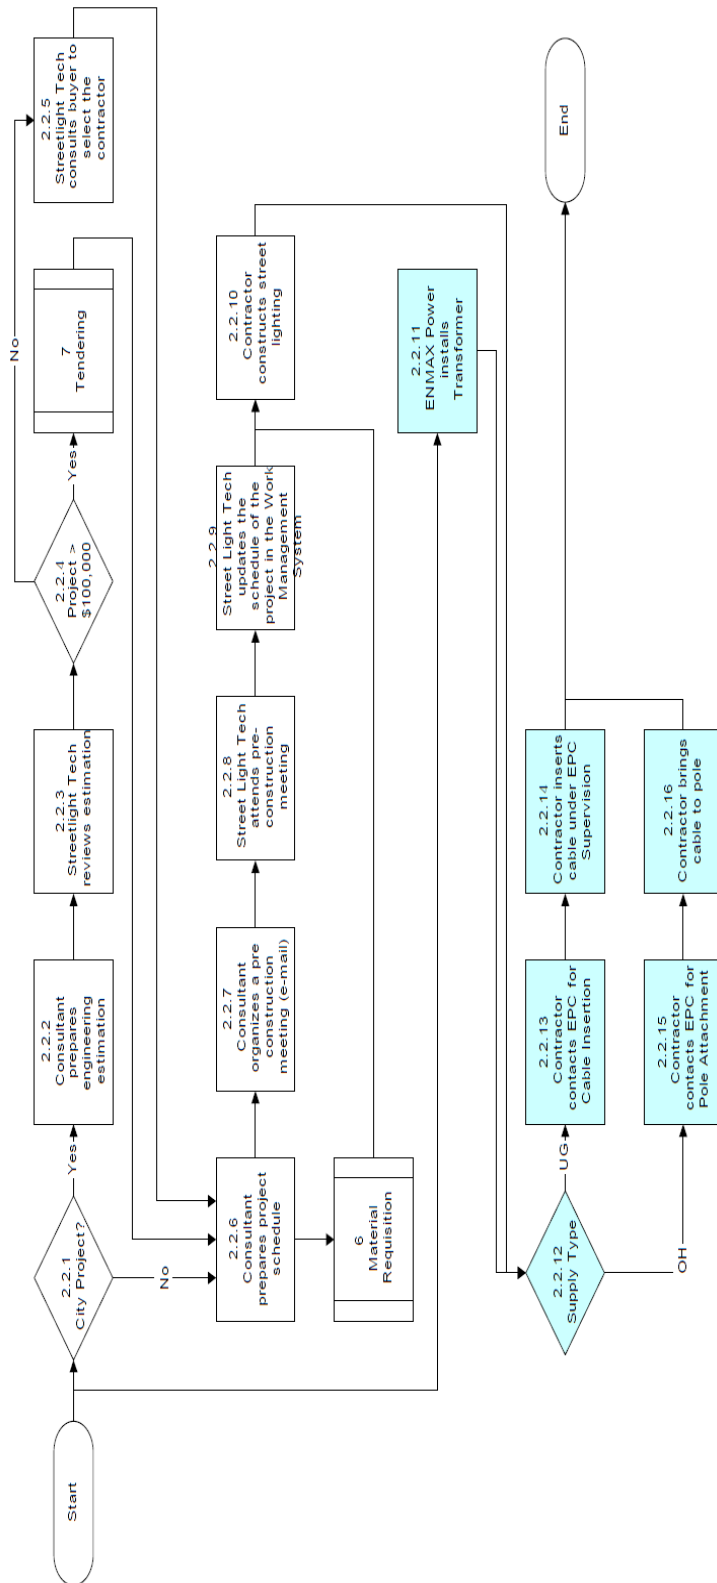 Start
2.2.1
City Project?
Yes
No
2.2.2
Consultant
prepares
engineering
estimation
2.2.3
Streetlight Tech
reviews estimation
2.2.4
Project >
$100,000
Yes
No
7
Tendering
2.2.5
Streetlight Tech
consults buyer to
select the
contractor
2.2.6
Consultant
prepares project
schedule
6
Material
Requisition
2.2.7
Consultant
organizes a pre
construction
meeting (e-mail)
2.2.8
Street Light Tech
attends pre-
construction
meeting
2.2.9
Street Light Tech
updates the
schedule of the
project in the Work
Management
System
2.2.10
Contractor
constructs street
lighting
2.2.11
ENMAX Power
installs
Transformer
2.2.12
Supply Type
UG
OH
2.2.13
Contractor
contacts EPC for
Cable Insertion
2.2.14
Contractor inserts
cable under EPC
Supervision
2.2.15
Contractor
contacts EPC for
Pole Attachment
2.2.16
Contractor brings
cable to pole
End